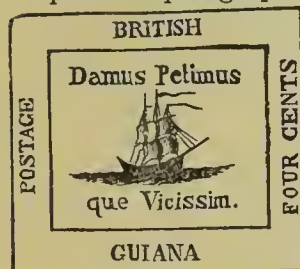 BRITISH
Damus Petimus
que Vicissim.
POSTAGE
FOUR CENTS
GUIANA